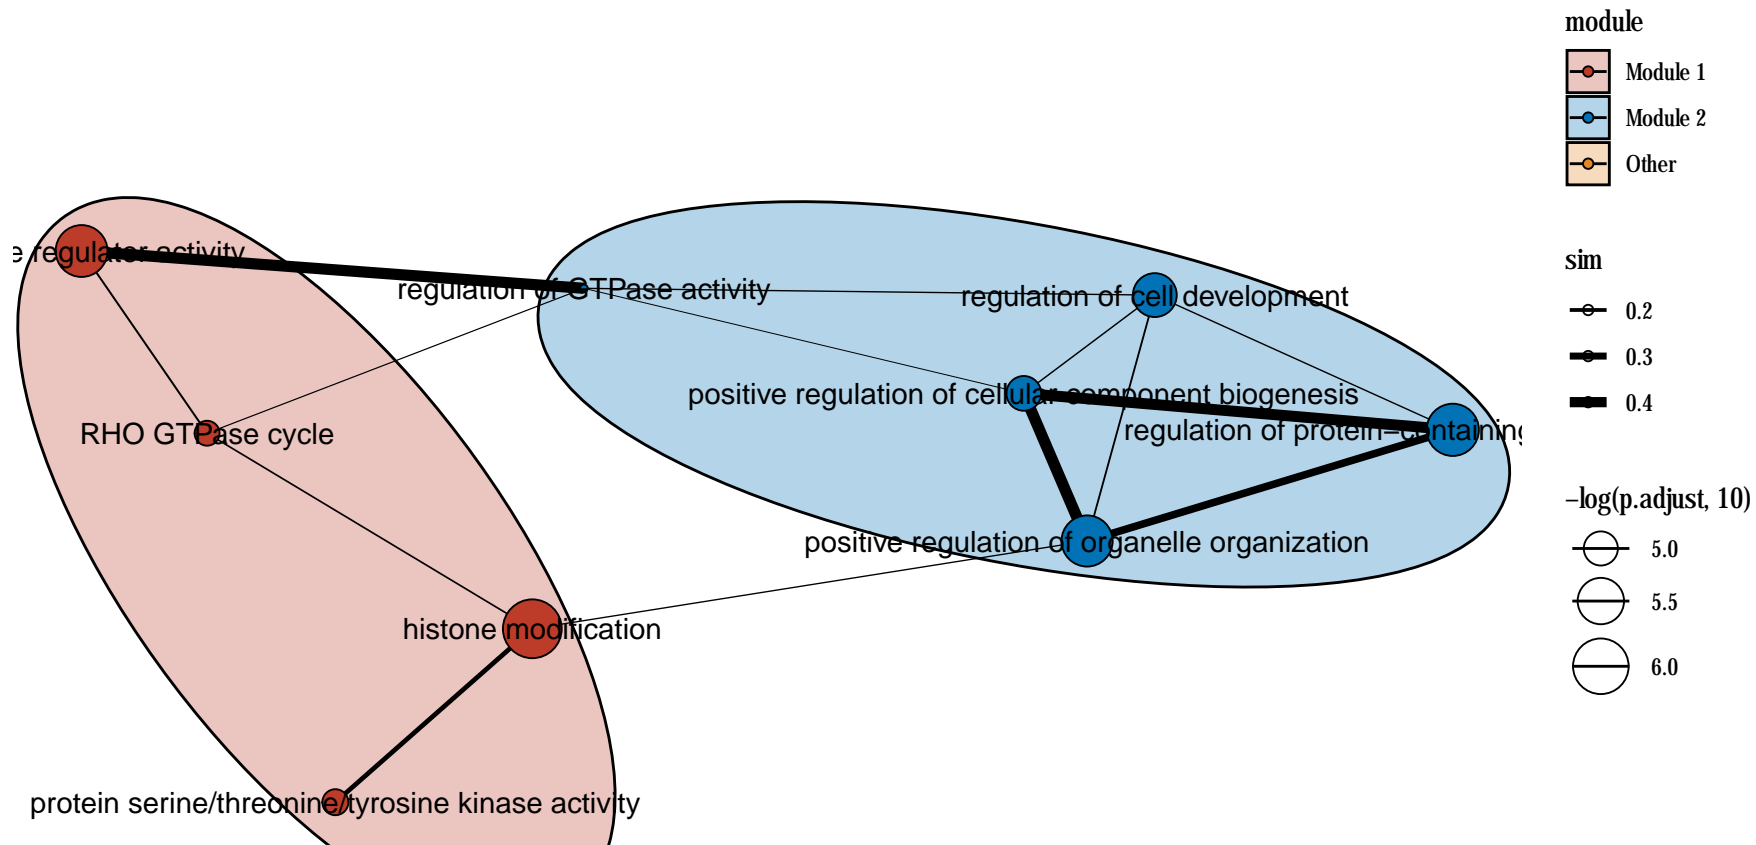 module
Module 1
Module 2
Other
sim
0.2
0.3
0.4
−log(p.adjust, 10)
5.0
5.5
6.0
e regulator activity
regulation of GTPase activity
regulation of cell development
positive regulation of cellular component biogenesis
regulation of protein−containing
RHO GTPase cycle
positive regulation of organelle organization
histone modification
protein serine/threonine/tyrosine kinase activity